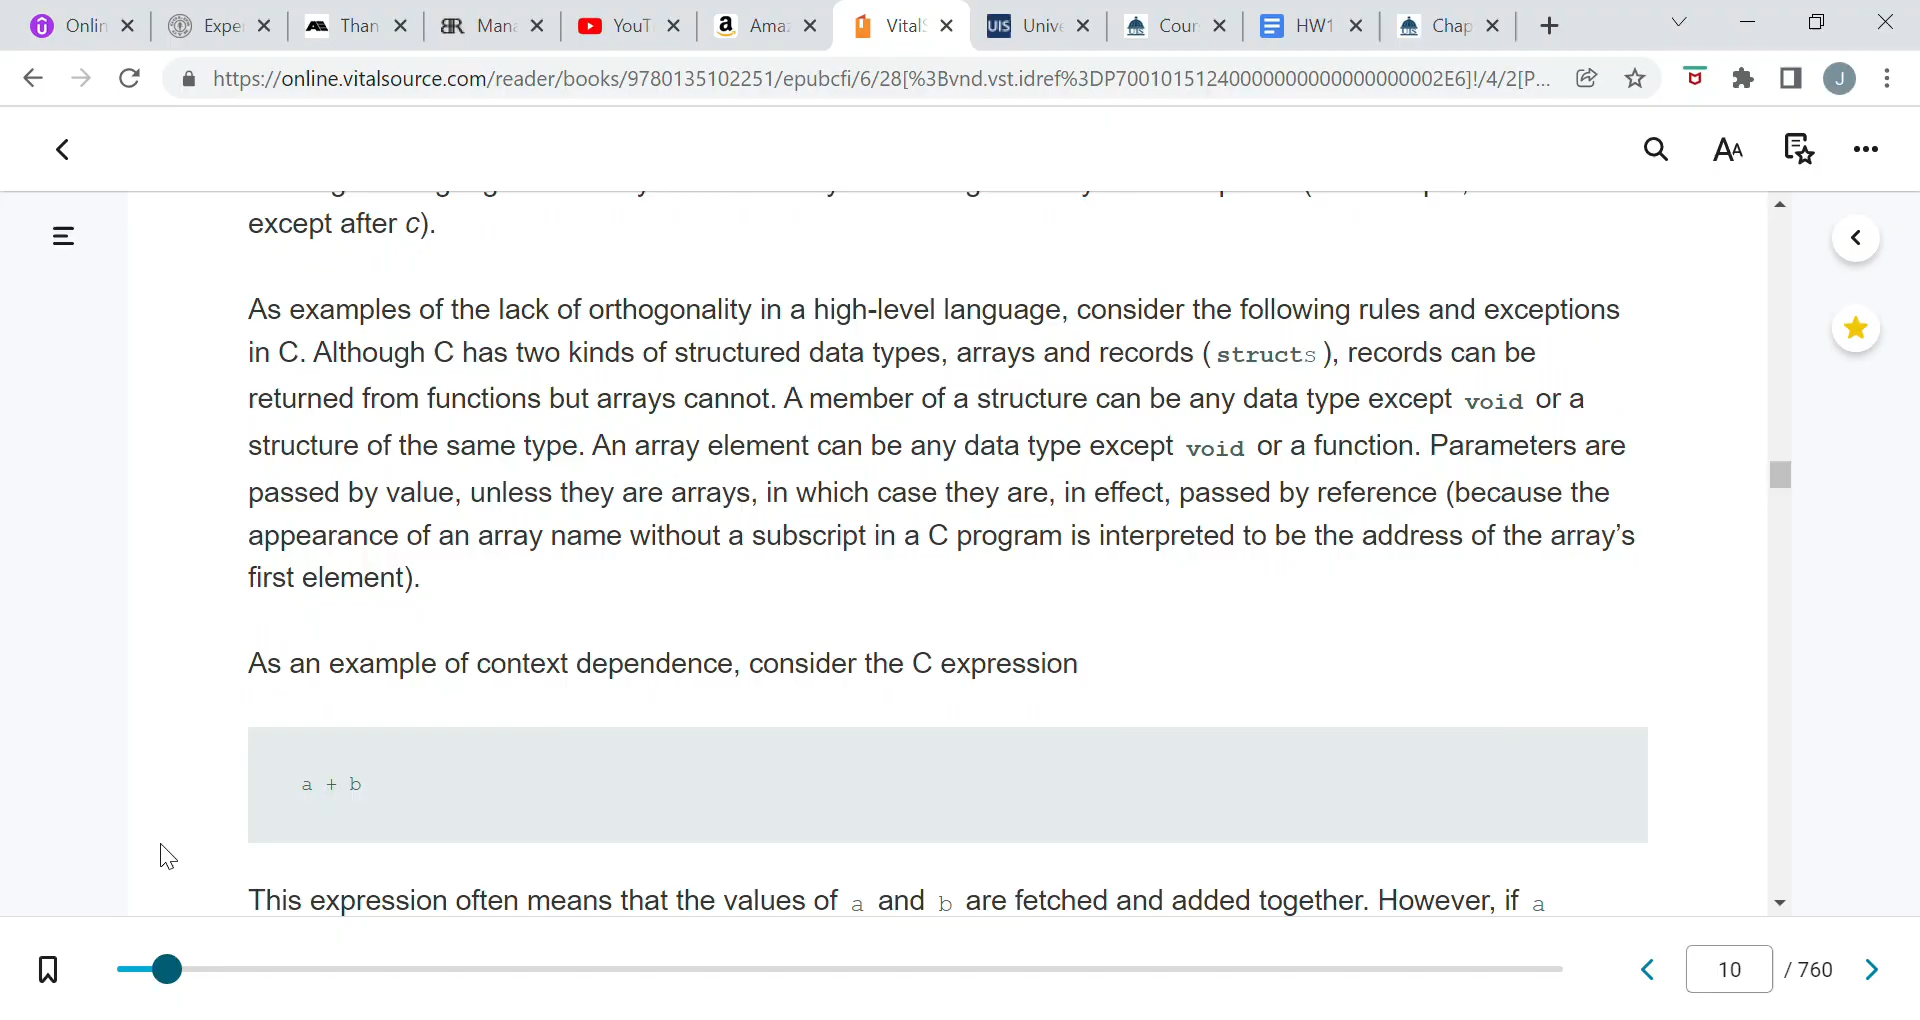 Onlin
Exper
Than
Mana
YouT
Amaz
VitalS
Unive
Cour
HW1
Chap
https://online.vitalsource.com/reader/books/9780135102251/epubcfi/6/28[%3Bvnd.vst.idref%3DP70010151240000000000000000002E6]!/4/2[P...
J
except after c).
As examples of the lack of orthogonality in a high-level language, consider the following rules and exceptions
in C. Although C has two kinds of structured data types, arrays and records ( structs ), records can be
returned from functions but arrays cannot. A member of a structure can be any data type except void or a
structure of the same type. An array element can be any data type except void or a function. Parameters are
passed by value, unless they are arrays, in which case they are, in effect, passed by reference (because the
appearance of an array name without a subscript in a C program is interpreted to be the address of the array's
first element).
As an example of context dependence, consider the C expression
a + b
This expression often means that the values of a and b are fetched and added together. However, if a
10 / 760